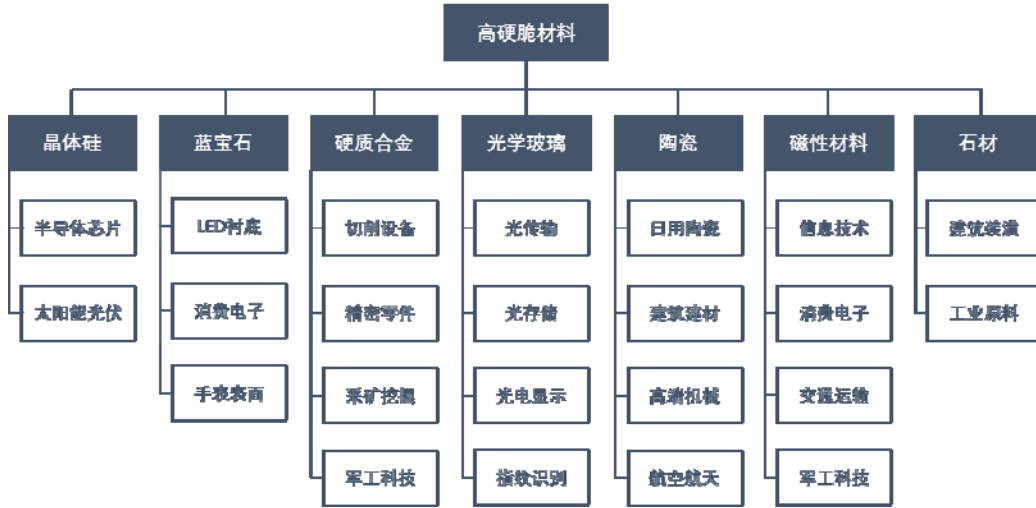 高硬脆材料
晶体硅
蓝宝石
硬质合金
光学玻璃
陶瓷
磁性材料
石材
半导体芯片
LED衬底
切削设备
光传输
日用陶瓷
信息技术
建筑装潢
太阳能光伏
消费电子
精密零件
光存储
建筑建材
消费电子
工业原料
手表表面
采矿挖掘
光电显示
高端机械
交通运输
军工科技
指纹识别
航空航天
军工科技